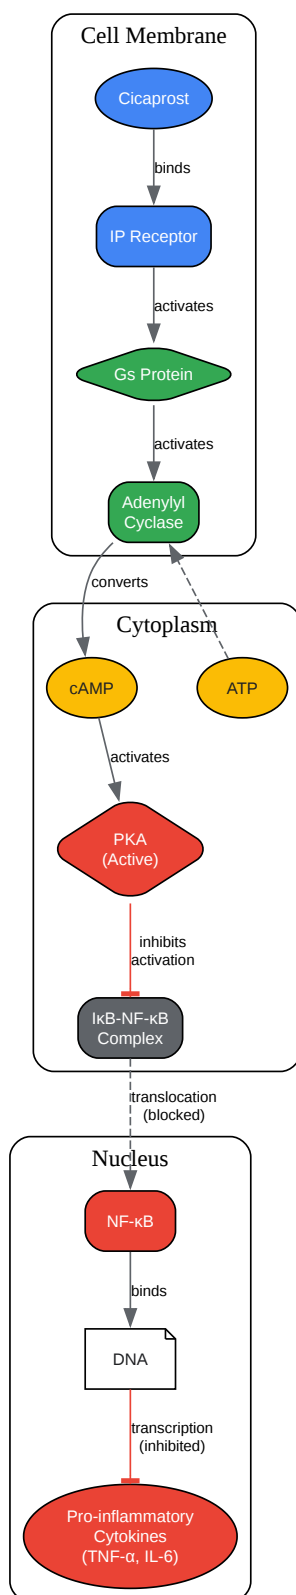 Cell Membrane
Cicaprost
binds
IP Receptor
activates
Gs Protein
activates
Adenylyl
Cyclase
converts
Cytoplasm
cAMP
ATP
activates
PKA
(Active)
inhibits
activation
IκB-NF-κB
Complex
translocation
(blocked)
Nucleus
NF-κB
binds
DNA
transcription
(inhibited)
Pro-inflammatory
Cytokines
(TNF-α, IL-6)